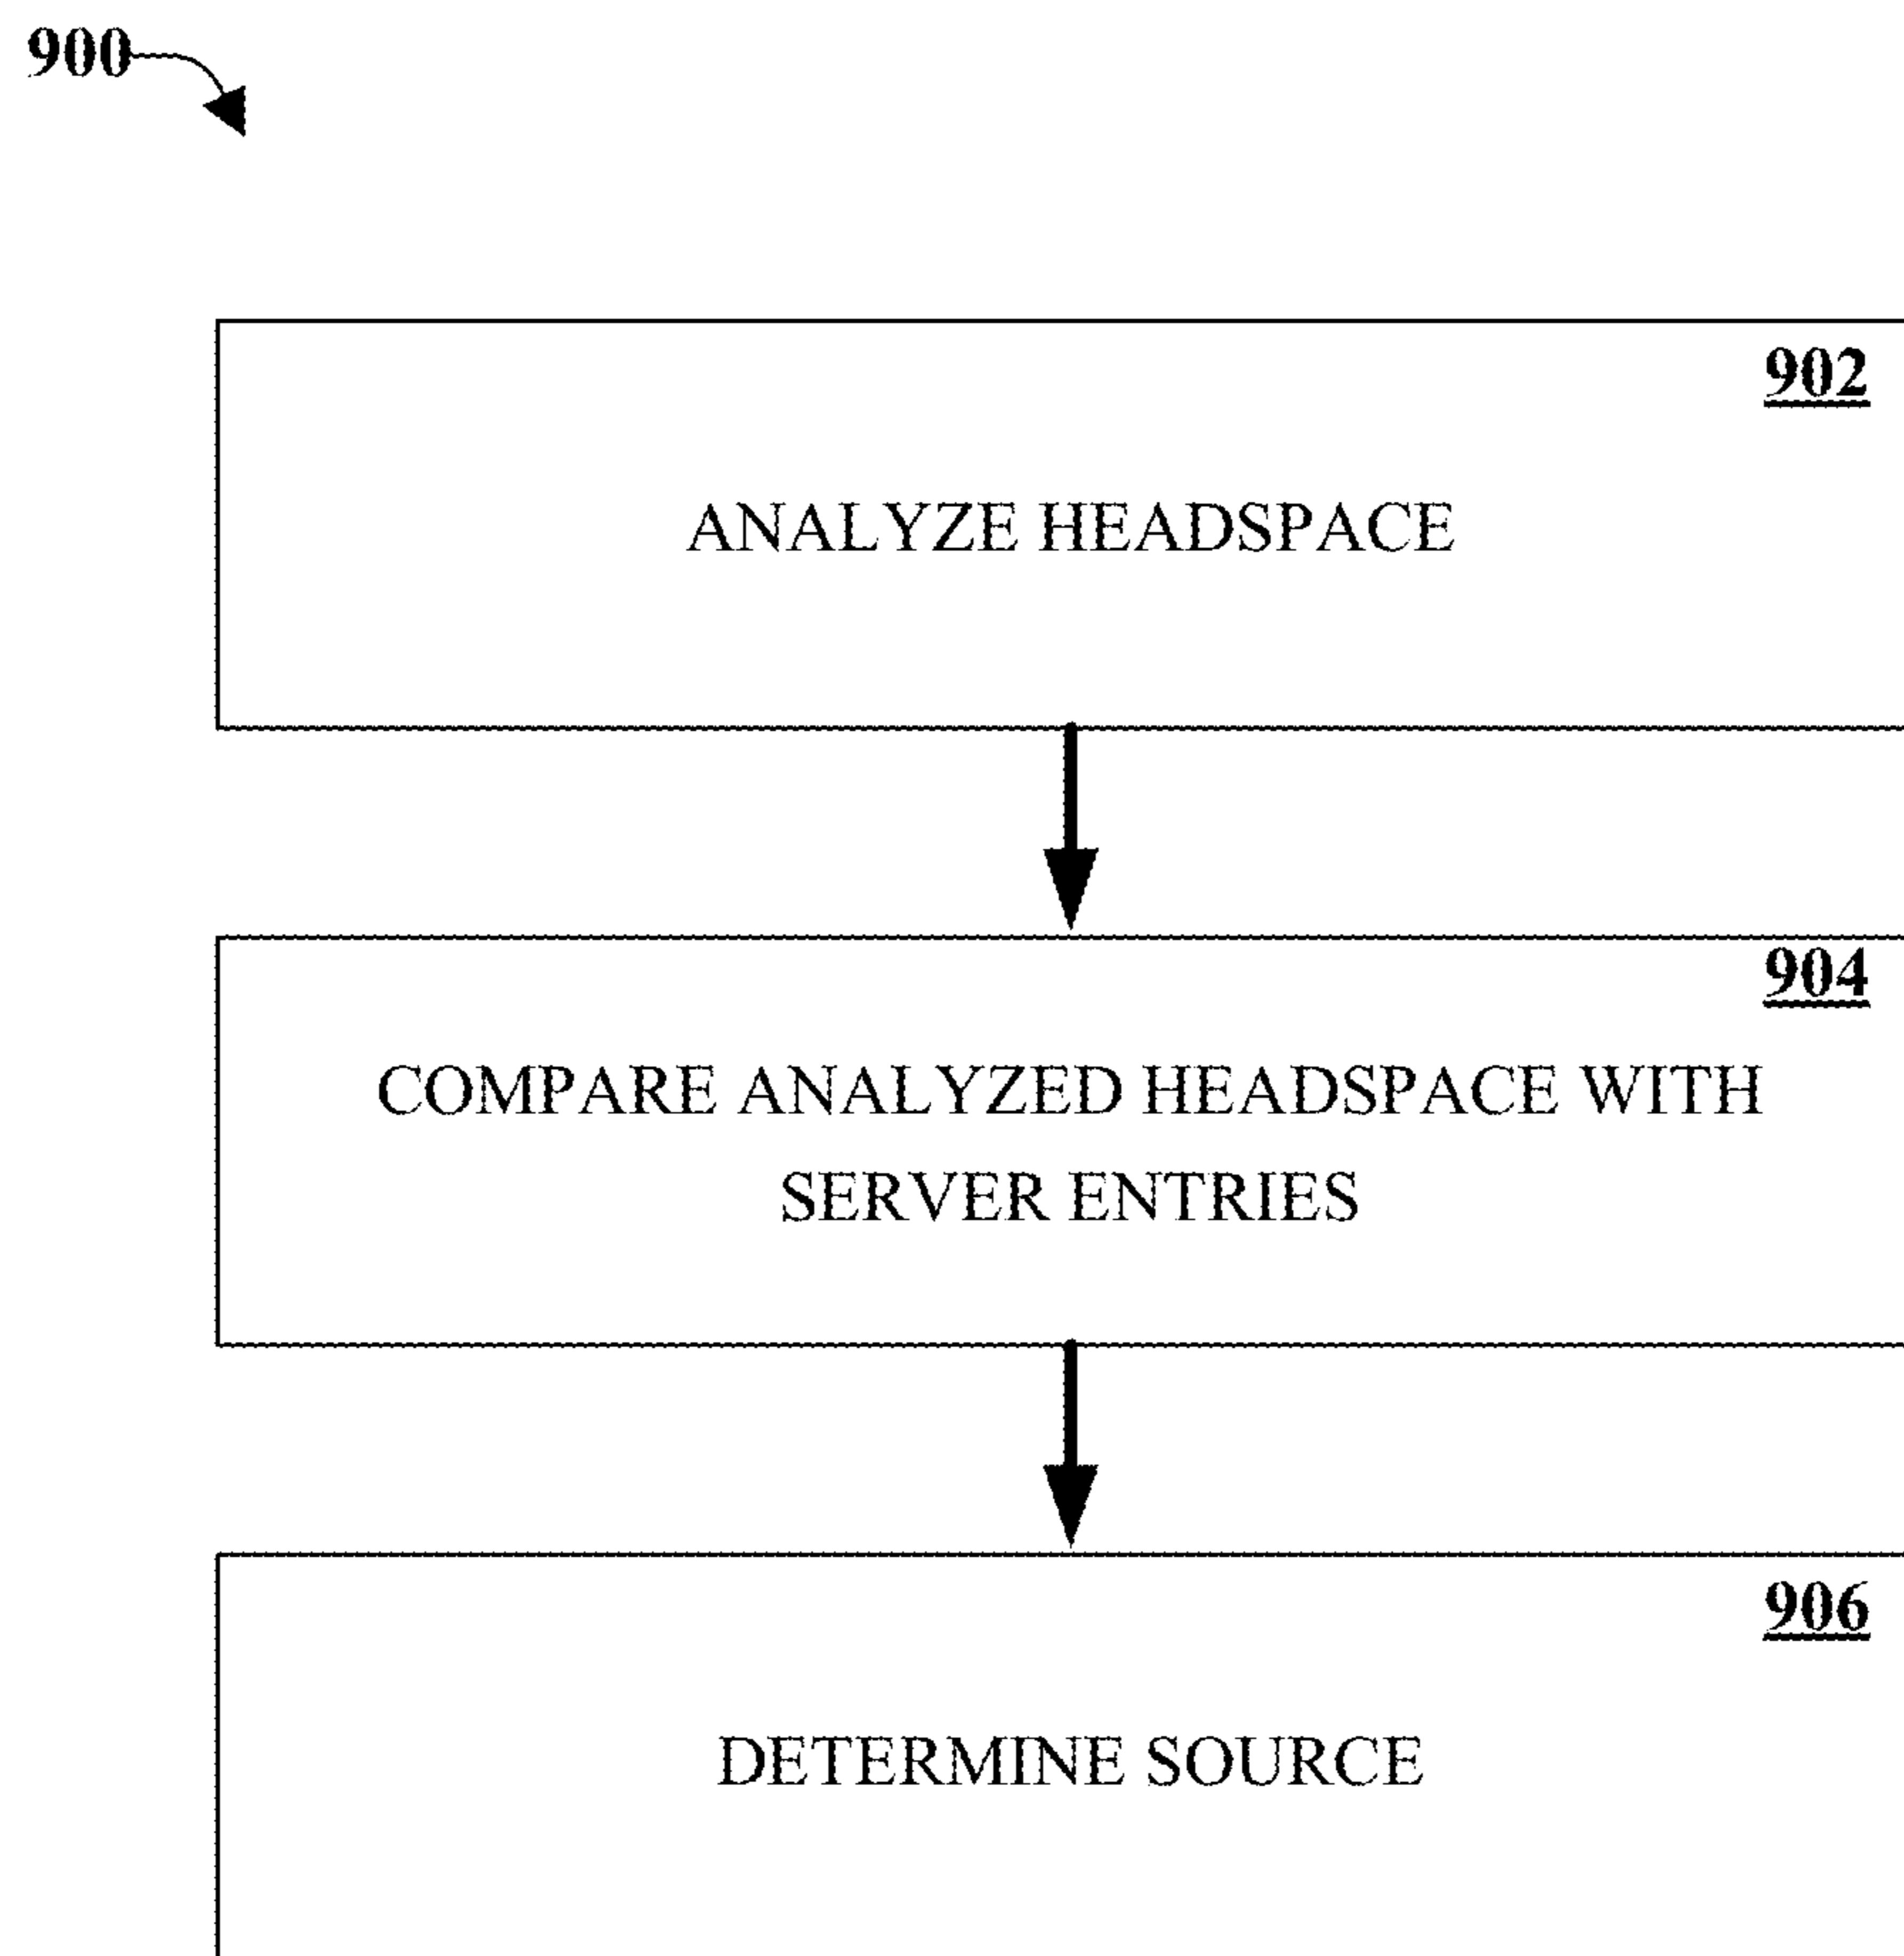 900
902
ANALYZE HEADSPACE
904
COMPARE ANALYZED HEADSPACE WITH
SERVER ENTRIES
906
DETERMINE SOURCE